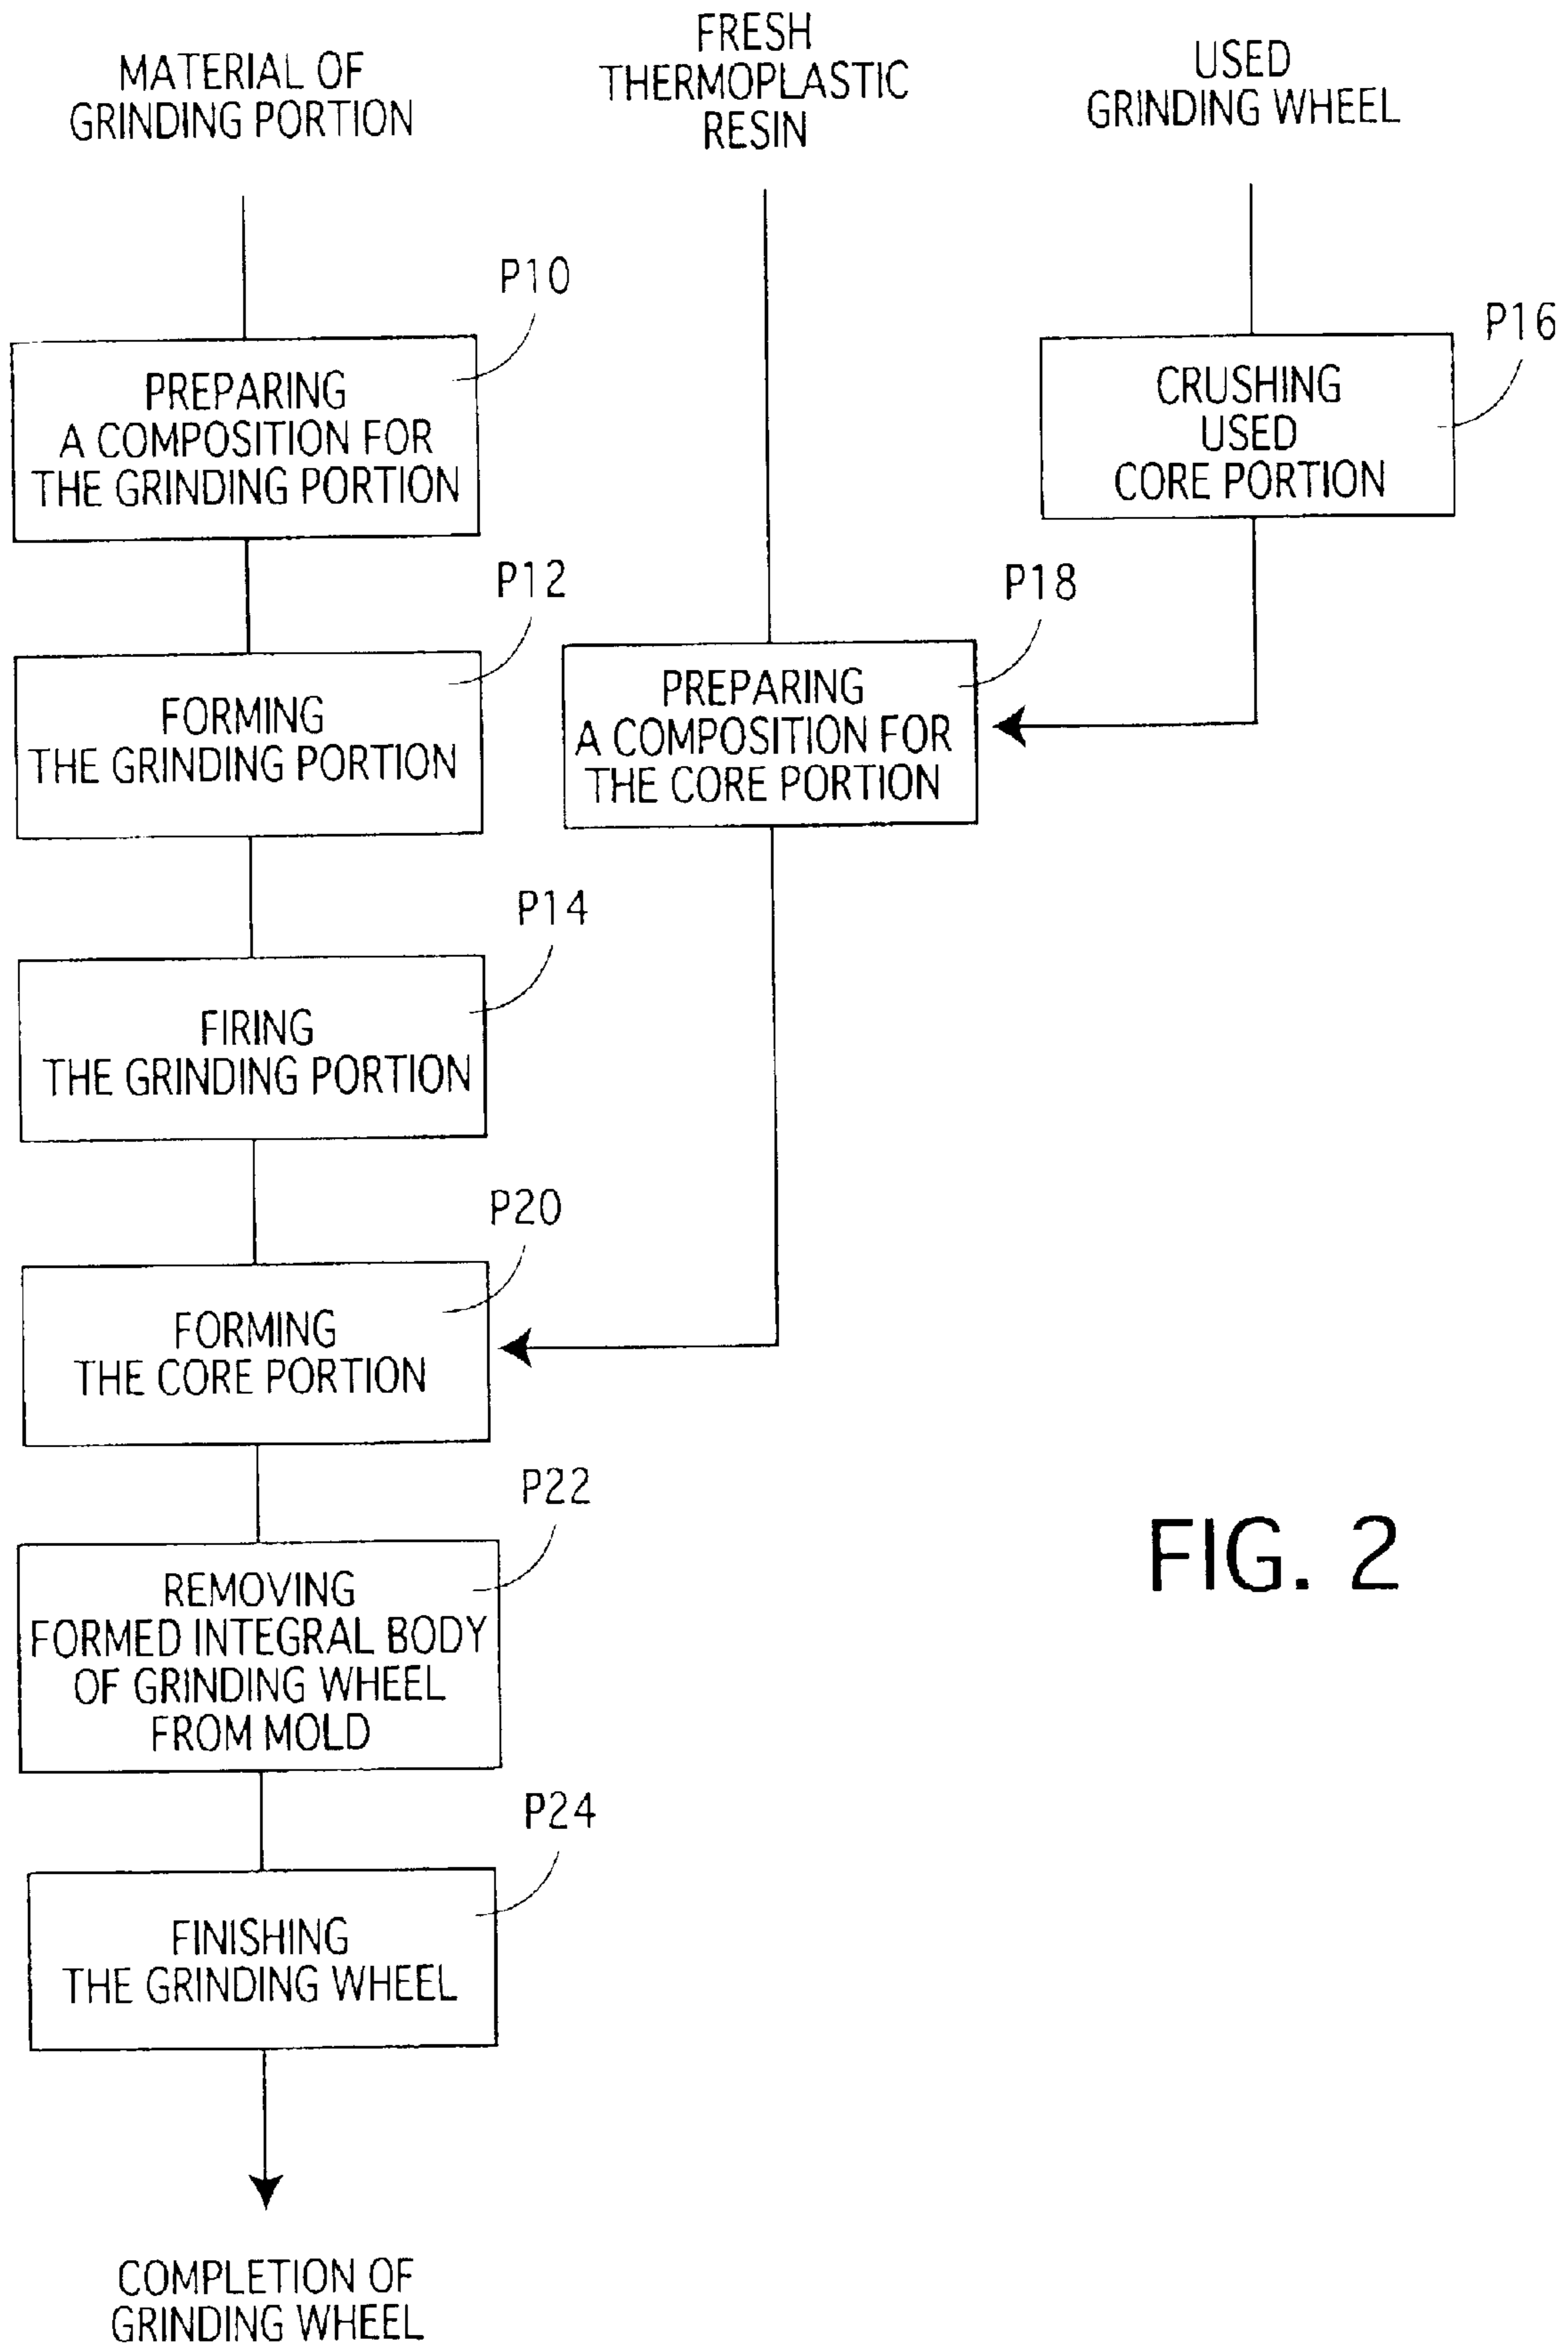 MATERIAL OF
GRINDING PORTION
FRESH
THERMOPLASTIC
RESIN
USED
GRINDING WHEEL
P10
PREPARING
A COMPOSITION FOR
THE GRINDING PORTION
P16
CRUSHING
USED
CORE PORTION
P12
FORMING
THE GRINDING PORTION
P18
PREPARING
A COMPOSITION FOR
THE CORE PORTION
P14
FIRING
THE GRINDING PORTION
P20
FORMING
THE CORE PORTION
P22
REMOVING
FORMED INTEGRAL BODY
OF GRINDING WHEEL
FROM MOLD
FIG. 2
P24
FINISHING
THE GRINDING WHEEL
COMPLETION OF
GRINDING WHEEL